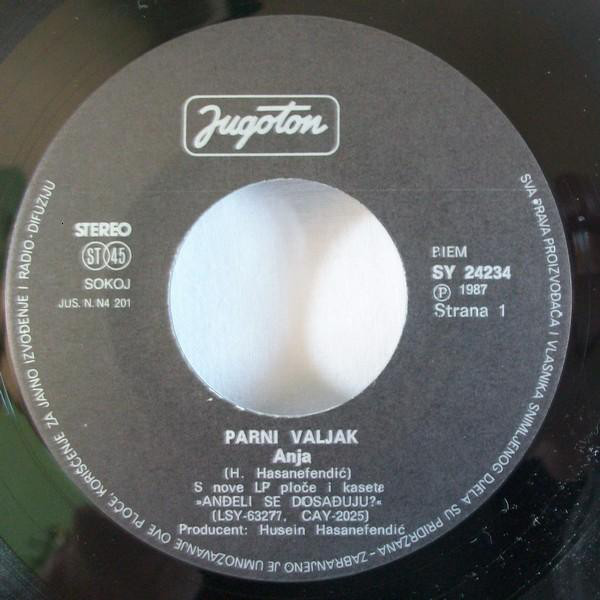 Jugoton
STEREO
ST 45
SOKOJ
JUS. N. N4 201
BIEM
SY 24234
Ⓟ 1987
Strana 1
PARNI VALJAK
Anja
(H. Hasanefendić)
S nove LP ploče i kasete
»ANĐELI SE DOSAĐUJU?«
(LSY-63277, CAY-2025)
Producent: Husein Hasanefendić
SVA PRAVA PROIZVOĐAČA I VLASNIKA SNIMLJENOG DJELA SU PRIDRŽANA - ZABRANJENO JE UMNOŽAVANJE OVE PLOČE, KORIŠĆENJE ZA JAVNO IZVOĐENJE I RADIO-DIFUZIJU